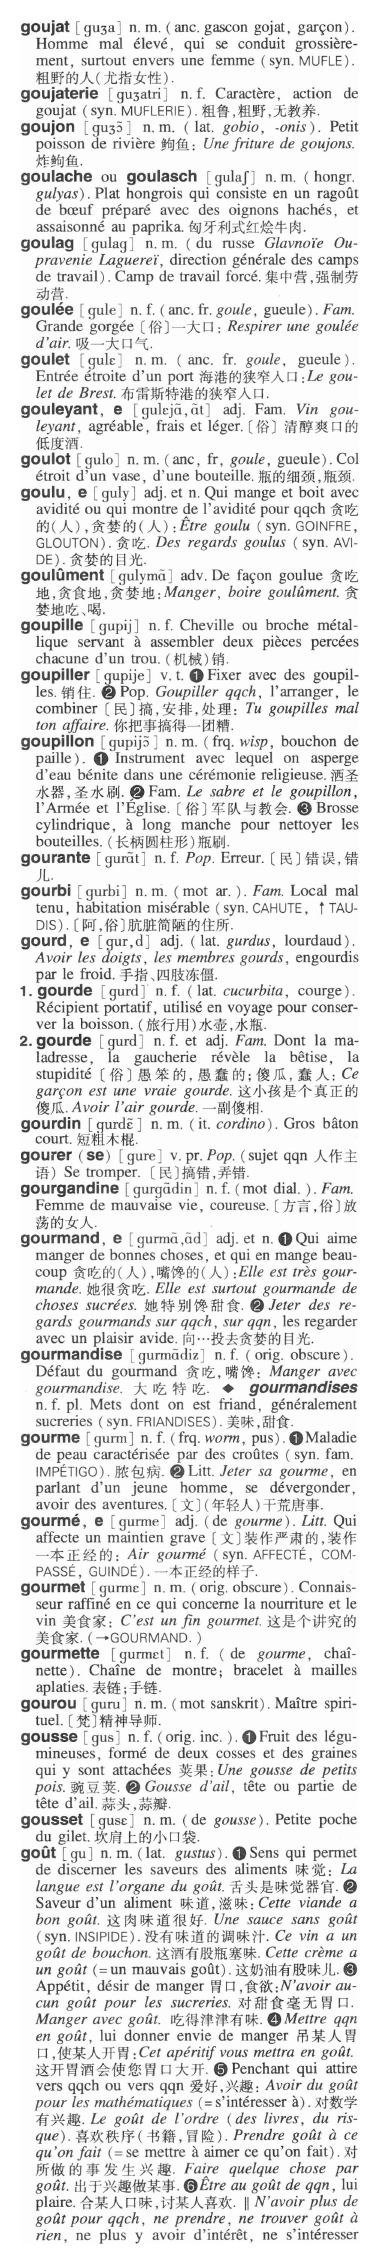 goujat [guʒa] n. m. (anc. gascon gojat, garçon).
Homme mal élevé, qui se conduit grossière-
ment, surtout envers une femme (syn. MUFLE).
粗野的人(尤指女性).
goujaterie [guʒatri] n. f. Caractère, action de
goujat (syn. MUFLERIE). 粗鲁,粗野,无教养.
goujon [guʒɔ̃] n. m. (lat. gobio, -onis). Petit
poisson de rivière 鮈鱼: Une friture de goujons.
炸鮈鱼.
goulache ou goulasch [gulaʃ] n. m. (hongr.
gulyas). Plat hongrois qui consiste en un ragoût
de bœuf préparé avec des oignons hachés, et
assaisonné au paprika. 匈牙利式红烩牛肉.
goulag [gulag] n. m. (du russe Glavnoïe Ou-
pravenie Laguereï, direction générale des camps
de travail). Camp de travail forcé. 集中营,强制劳
动营.
goulée [gule] n. f. (anc. fr. goule, gueule). Fam.
Grande gorgée [俗]一大口: Respirer une goulée
d'air. 吸一大口气.
goulet [gulɛ] n. m. (anc. fr. goule, gueule).
Entrée étroite d'un port 海港的狭窄入口:Le gou-
let de Brest. 布雷斯特港的狭窄入口.
gouleyant, e [gulɛjɑ̃, ɑ̃t] adj. Fam. Vin gou-
leyant, agréable, frais et léger. [俗] 清醇爽口的
低度酒.
goulot [gulo] n. m. (anc, fr, goule, gueule). Col
étroit d'un vase, d'une bouteille. 瓶的细颈,瓶颈.
goulu, e [guly] adj. et n. Qui mange et boit avec
avidité ou qui montre de l'avidité pour qqch 贪吃
的(人),贪婪的(人):Être goulu (syn. GOINFRE,
GLOUTON). 贪吃. Des regards goulus (syn. AVI-
DE). 贪婪的目光.
goulûment [gulymɑ̃] adv. De façon goulue 贪吃
地,贪食地,贪婪地:Manger, boire goulûment. 贪
婪地吃、喝.
goupille [gupij] n. f. Cheville ou broche métal-
lique servant à assembler deux pièces percées
chacune d'un trou. (机械)销.
goupiller [gupije] v. t. ❶ Fixer avec des goupil-
les. 销住. ❷ Pop. Goupiller qqch, l'arranger, le
combiner [民]搞,安排,处理: Tu goupilles mal
ton affaire. 你把事搞得一团糟.
goupillon [gupijɔ̃] n. m. (frq. wisp, bouchon de
paille). ❶ Instrument avec lequel on asperge
d'eau bénite dans une cérémonie religieuse. 洒圣
水器,圣水刷. ❷ Fam. Le sabre et le goupillon,
l'Armée et l'Église. [俗]军队与教会. ❸ Brosse
cylindrique, à long manche pour nettoyer les
bouteilles. (长柄圆柱形)瓶刷.
gourante [gurɑ̃t] n. f. Pop. Erreur. [民]错误,错
儿.
gourbi [gurbi] n. m. (mot ar.). Fam. Local mal
tenu, habitation misérable (syn. CAHUTE, ↑ TAU-
DIS). [阿,俗]肮脏简陋的住所.
gourd, e [gur,d] adj. (lat. gurdus, lourdaud).
Avoir les doigts, les membres gourds, engourdis
par le froid. 手指、四肢冻僵.
1. gourde [gurd] n. f. (lat. cucurbita, courge).
Récipient portatif, utilisé en voyage pour conser-
ver la boisson. (旅行用)水壶,水瓶.
2. gourde [gurd] n. f. et adj. Fam. Dont la ma-
ladresse, la gaucherie révèle la bêtise, la
stupidité [俗] 愚笨的,愚蠢的;傻瓜,蠢人: Ce
garçon est une vraie gourde. 这小孩是个真正的
傻瓜. Avoir l'air gourde. 一副傻相.
gourdin [gurdɛ̃] n. m. (it. cordino). Gros bâton
court. 短粗木棍.
gourer (se) [gure] v. pr. Pop. (sujet qqn 人作主
语) Se tromper. [民]搞错,弄错.
gourgandine [gurgɑ̃din] n. f. (mot dial.). Fam.
Femme de mauvaise vie, coureuse. [方言,俗]放
荡的女人.
gourmand, e [gurmɑ̃,ɑ̃d] adj. et n. ❶ Qui aime
manger de bonnes choses, et qui en mange beau-
coup 贪吃的(人),嘴馋的(人):Elle est très gour-
mande. 她很贪吃. Elle est surtout gourmande de
choses sucrées. 她特别馋甜食. ❷ Jeter des re-
gards gourmands sur qqch, sur qqn, les regarder
avec un plaisir avide. 向…投去贪婪的目光.
gourmandise [gurmɑ̃diz] n. f. (orig. obscure).
Défaut du gourmand 贪吃,嘴馋: Manger avec
gourmandise. 大吃特吃. ◆ gourmandises
n. f. pl. Mets dont on est friand, généralement
sucreries (syn. FRIANDISES). 美味,甜食.
gourme [gurm] n. f. (frq. worm, pus). ❶ Maladie
de peau caractérisée par des croûtes (syn. fam.
IMPÉTIGO). 脓包病. ❷ Litt. Jeter sa gourme, en
parlant d'un jeune homme, se dévergonder,
avoir des aventures. [文](年轻人)干荒唐事.
gourmé, e [gurme] adj. (de gourme). Litt. Qui
affecte un maintien grave [文]装作严肃的,装作
一本正经的: Air gourmé (syn. AFFECTÉ, COM-
PASSÉ, GUINDÉ). 一本正经的样子.
gourmet [gurmɛ] n. m. (orig. obscure). Connais-
seur raffiné en ce qui concerne la nourriture et le
vin 美食家: C'est un fin gourmet. 这是个讲究的
美食家. (→GOURMAND. )
gourmette [gurmɛt] n. f. (de gourme, chaî-
nette). Chaîne de montre; bracelet à mailles
aplaties. 表链;手链.
gourou [guru] n. m. (mot sanskrit). Maître spiri-
tuel. [梵]精神导师.
gousse [gus] n. f. (orig. inc.). ❶ Fruit des légu-
mineuses, formé de deux cosses et des graines
qui y sont attachées 荚果: Une gousse de petits
pois. 豌豆荚. ❷ Gousse d'ail, tête ou partie de
tête d'ail. 蒜头,蒜瓣.
gousset [gusɛ] n. m. (de gousse). Petite poche
du gilet. 坎肩上的小口袋.
goût [gu] n. m. (lat. gustus). ❶ Sens qui permet
de discerner les saveurs des aliments 味觉: La
langue est l'organe du goût. 舌头是味觉器官. ❷
Saveur d'un aliment 味道,滋味: Cette viande a
bon goût. 这肉味道很好. Une sauce sans goût
(syn. INSIPIDE). 没有味道的调味汁. Ce vin a un
goût de bouchon. 这酒有股瓶塞味. Cette crème a
un goût (= un mauvais goût). 这奶油有股味儿. ❸
Appétit, désir de manger 胃口,食欲:N'avoir au-
cun goût pour les sucreries. 对甜食毫无胃口.
Manger avec goût. 吃得津津有味. ❹ Mettre qqn
en goût, lui donner envie de manger 吊某人胃
口,使某人开胃:Cet apéritif vous mettra en goût.
这开胃酒会使您胃口大开. ❺ Penchant qui attire
vers qqch ou vers qqn 爱好,兴趣: Avoir du goût
pour les mathématiques (= s'intéresser à). 对数学
有兴趣. Le goût de l'ordre (des livres, du ris-
que). 喜欢秩序(书籍,冒险). Prendre goût à ce
qu'on fait (= se mettre à aimer ce qu'on fait). 对
所做的事发生兴趣. Faire quelque chose par
goût. 出于兴趣做某事. ❻ Être au goût de qqn, lui
plaire. 合某人口味,讨某人喜欢. ‖ N'avoir plus de
goût pour qqch, ne prendre, ne trouver goût à
rien, ne plus y avoir d'intérêt, ne s'intéresser